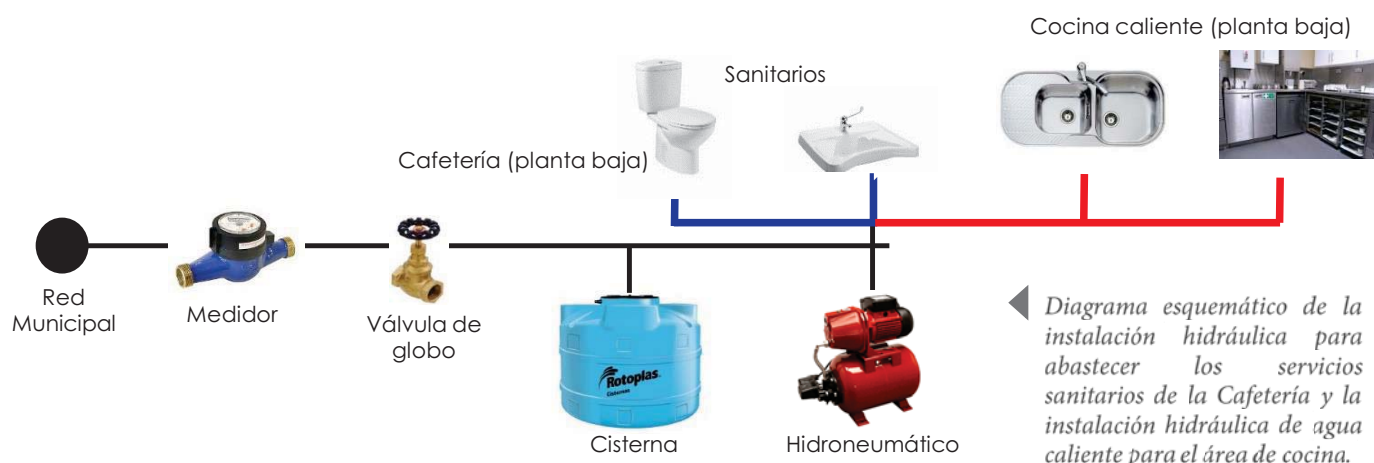 Cocina caliente (planta baja)
Sanitarios
Cafetería (planta baja)
Red
Municipal
Medidor
Válvula de
globo
Rotoplas
Cisternas
Cisterna
Hidroneumático
Diagrama esquemático de la
instalación hidráulica para
abastecer los servicios
sanitarios de la Cafetería y la
instalación hidráulica de agua
caliente para el área de cocina.